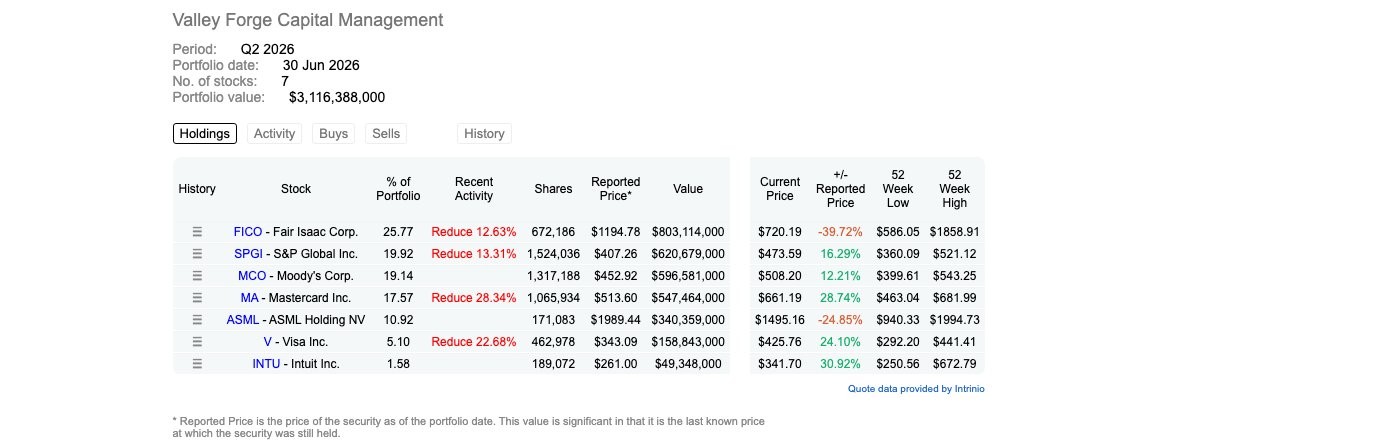 Valley Forge Capital Management
Period: Q2 2026
Portfolio date: 30 Jun 2026
No. of stocks: 7
Portfolio value: $3,116,388,000
Holdings Activity Buys Sells History
History Stock % of Portfolio Recent Activity Shares Reported Price* Value Current Price +/- Reported Price 52 Week Low 52 Week High
≡ FICO - Fair Isaac Corp. 25.77 Reduce 12.63% 672,186 $1194.78 $803,114,000 $720.19 -39.72% $586.05 $1858.91
≡ SPGI - S&P Global Inc. 19.92 Reduce 13.31% 1,524,036 $407.26 $620,679,000 $473.59 16.29% $360.09 $521.12
≡ MCO - Moody's Corp. 19.14 1,317,188 $452.92 $596,581,000 $508.20 12.21% $399.61 $543.25
≡ MA - Mastercard Inc. 17.57 Reduce 28.34% 1,065,934 $513.60 $547,464,000 $661.19 28.74% $463.04 $681.99
≡ ASML - ASML Holding NV 10.92 171,083 $1989.44 $340,359,000 $1495.16 -24.85% $940.33 $1994.73
≡ V - Visa Inc. 5.10 Reduce 22.68% 462,978 $343.09 $158,843,000 $425.76 24.10% $292.20 $441.41
≡ INTU - Intuit Inc. 1.58 189,072 $261.00 $49,348,000 $341.70 30.92% $250.56 $672.79
Quote data provided by Intrinio
* Reported Price is the price of the security as of the portfolio date. This value is significant in that it is the last known price
at which the security was still held.